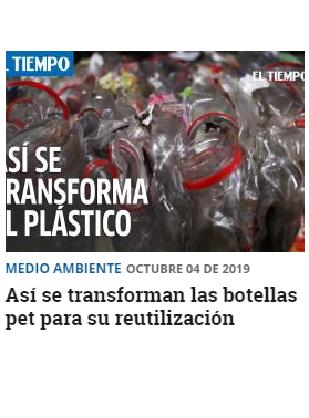 L TIEMPO
EL TIEMPO
SÍ SE
RANSFORMA
L PLÁSTICO
MEDIO AMBIENTE OCTUBRE 04 DE 2019
Así se transforman las botellas
pet para su reutilización